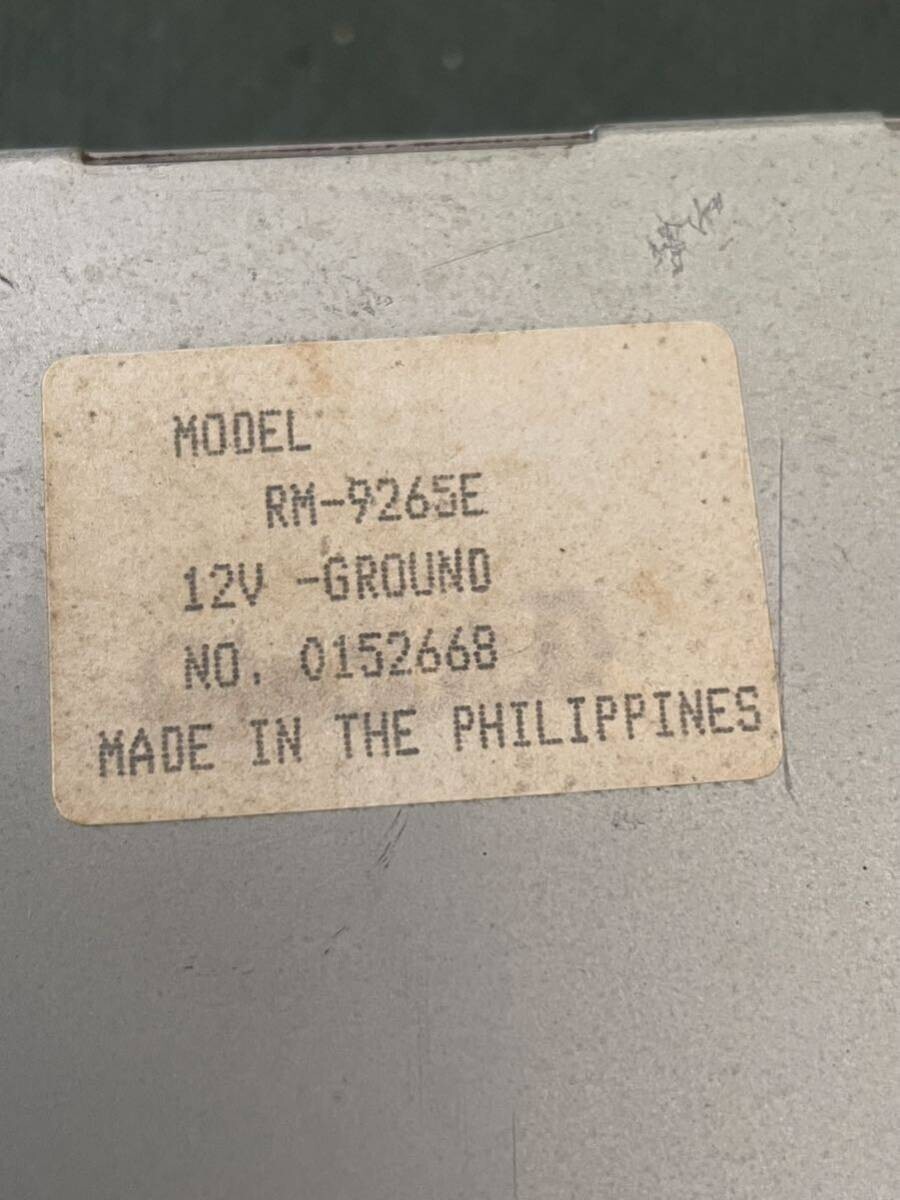 MODEL
RM-9265E
12V -GROUND
NO. 0152668
MADE IN THE PHILIPPINES